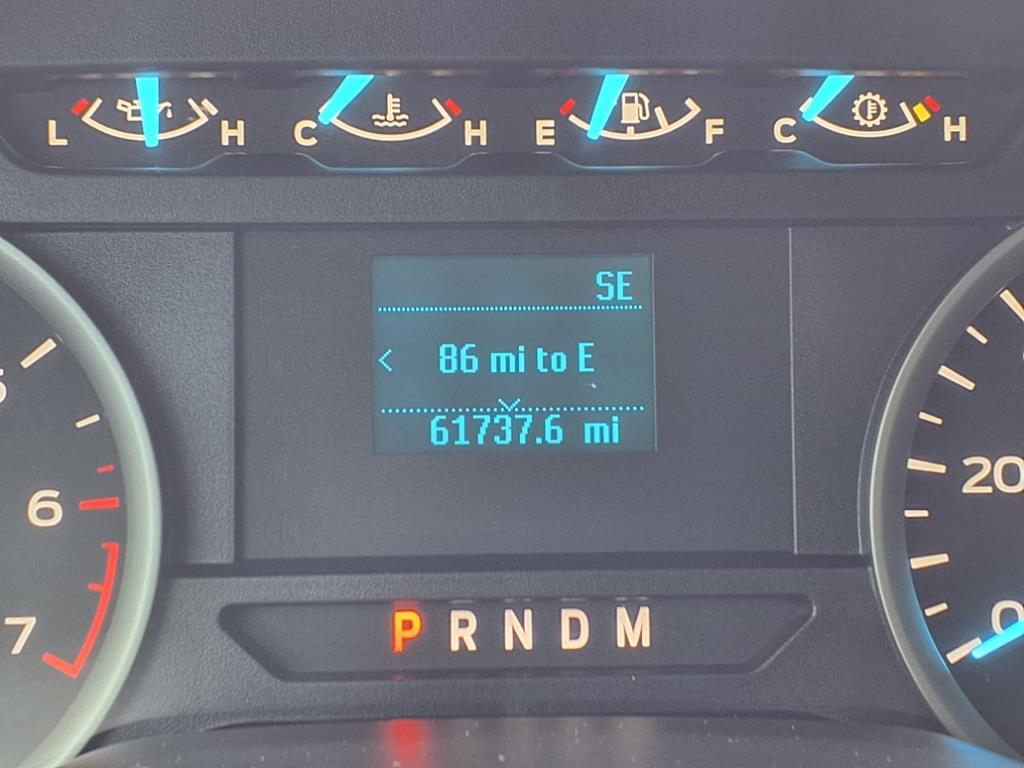 L H C H E F C H
SE
< 86 mi to E
61737.6 mi
6
7
20
0
P R N D M